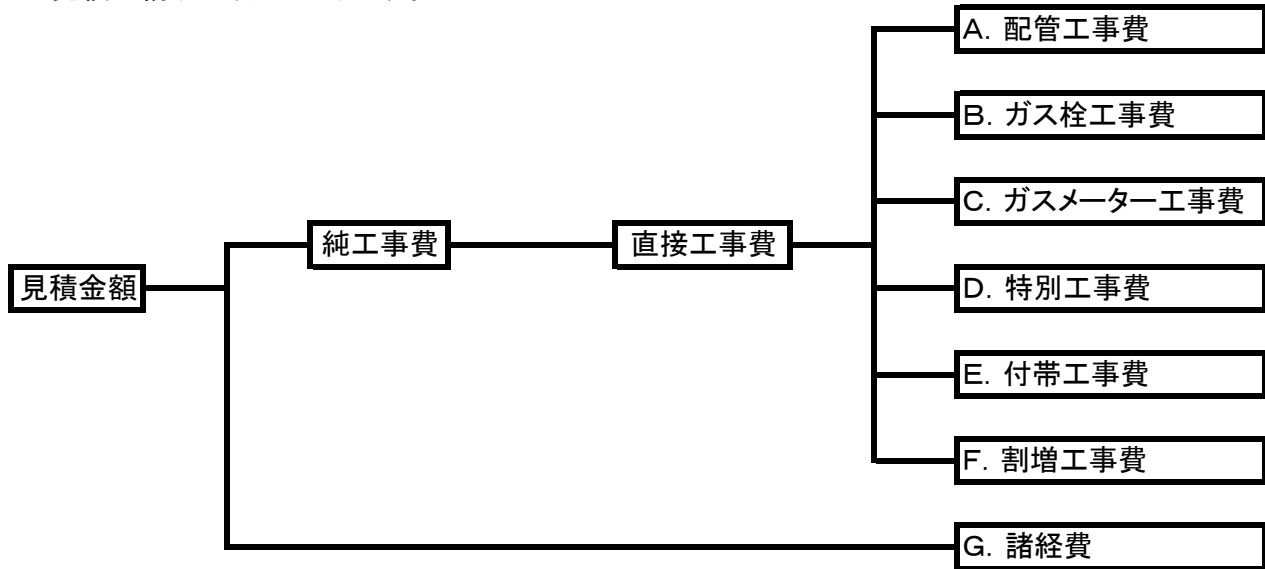 A. 配管工事費
B. ガス栓工事費
C. ガスメーター工事費
純工事費
直接工事費
見積金額
D. 特別工事費
E. 付帯工事費
F. 割増工事費
G. 諸経費